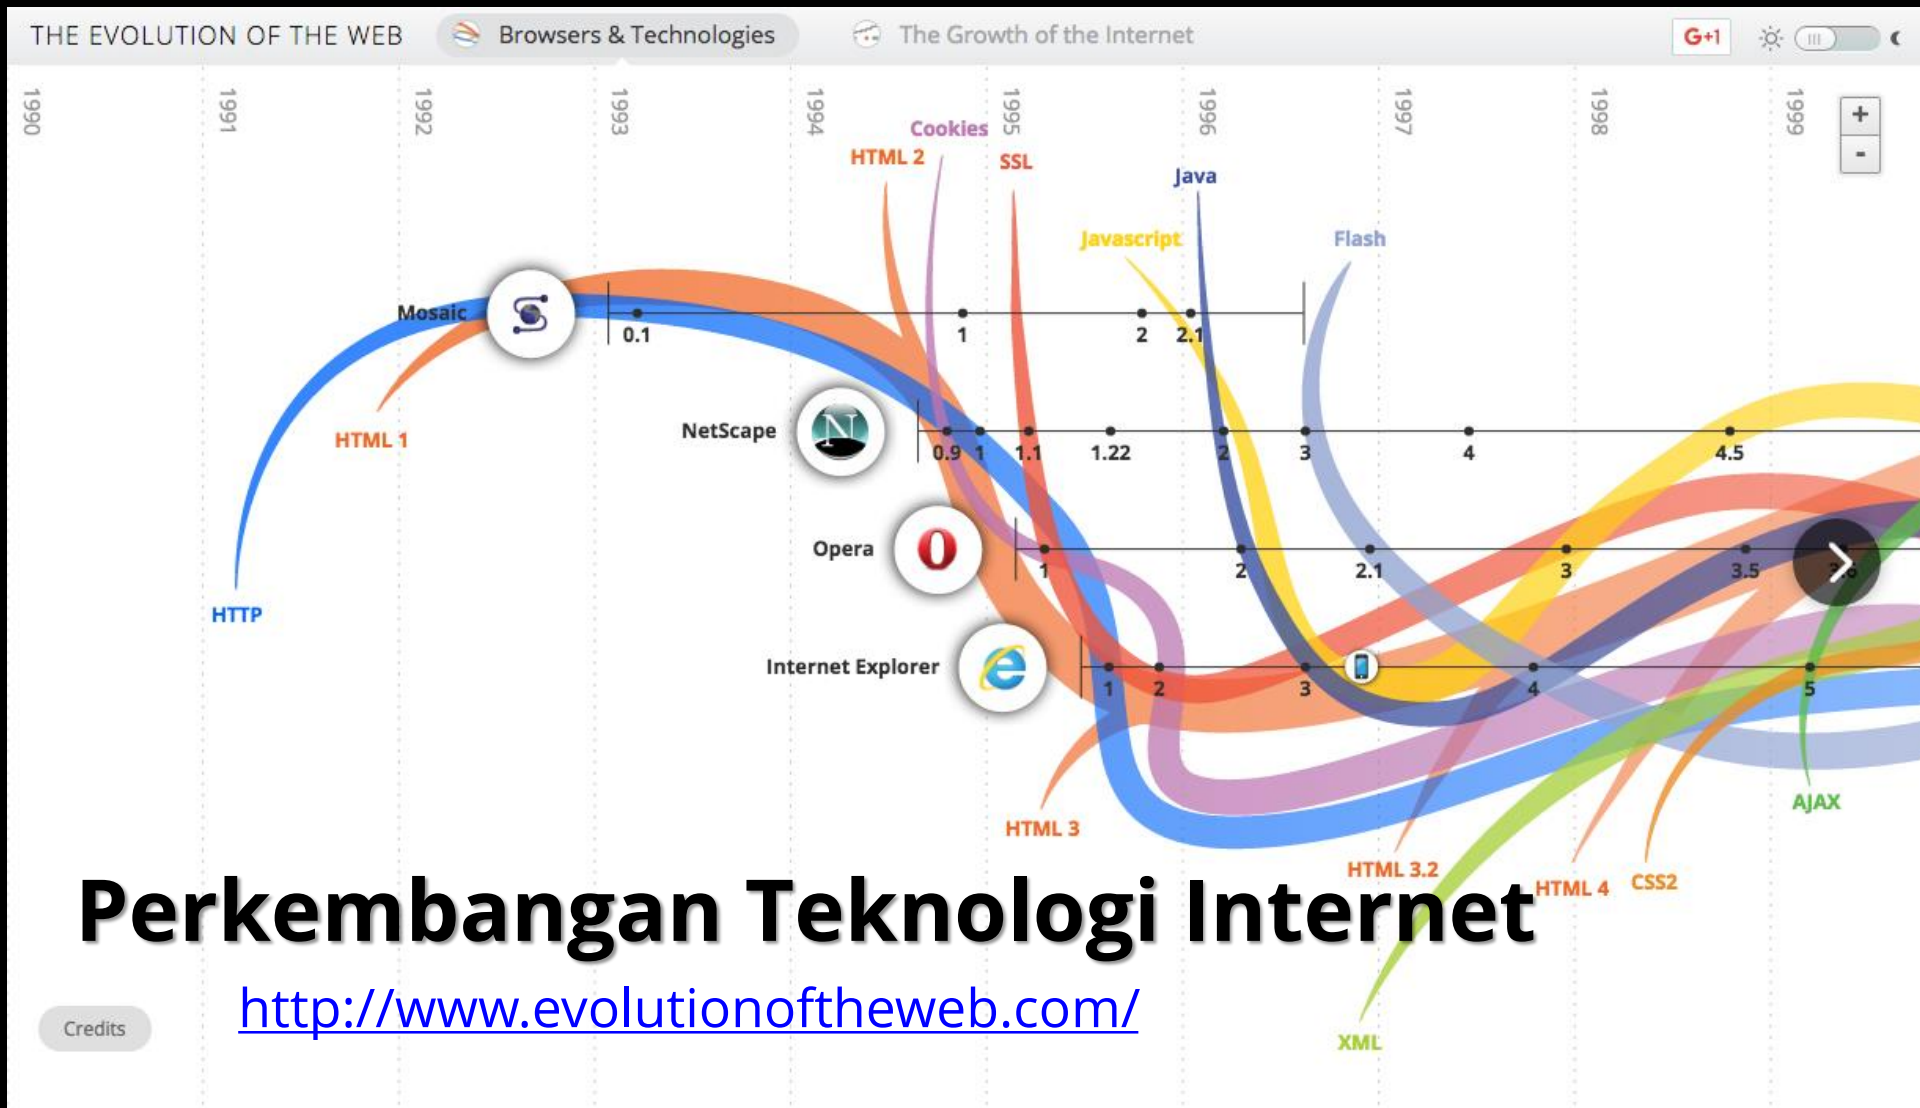 THE EVOLUTION OF THE WEB Browsers & Technologies The Growth of the Internet G+1
1990 1991 1992 1993 1994 1995 1996 1997 1998 1999
+
-
Cookies
HTML 2 SSL
Java
Javascript Flash
Mosaic
0.1 1 2 2.1
NetScape
0.9 1 1.1 1.22 2 3 4 4.5
Opera
1 2 2.1 3 3.5 3.6
HTTP
HTML 1
Internet Explorer
1 2 3 4 5
AJAX
HTML 3
HTML 3.2 HTML 4 CSS2
Perkembangan Teknologi Internet
http://www.evolutionoftheweb.com/
Credits
XML